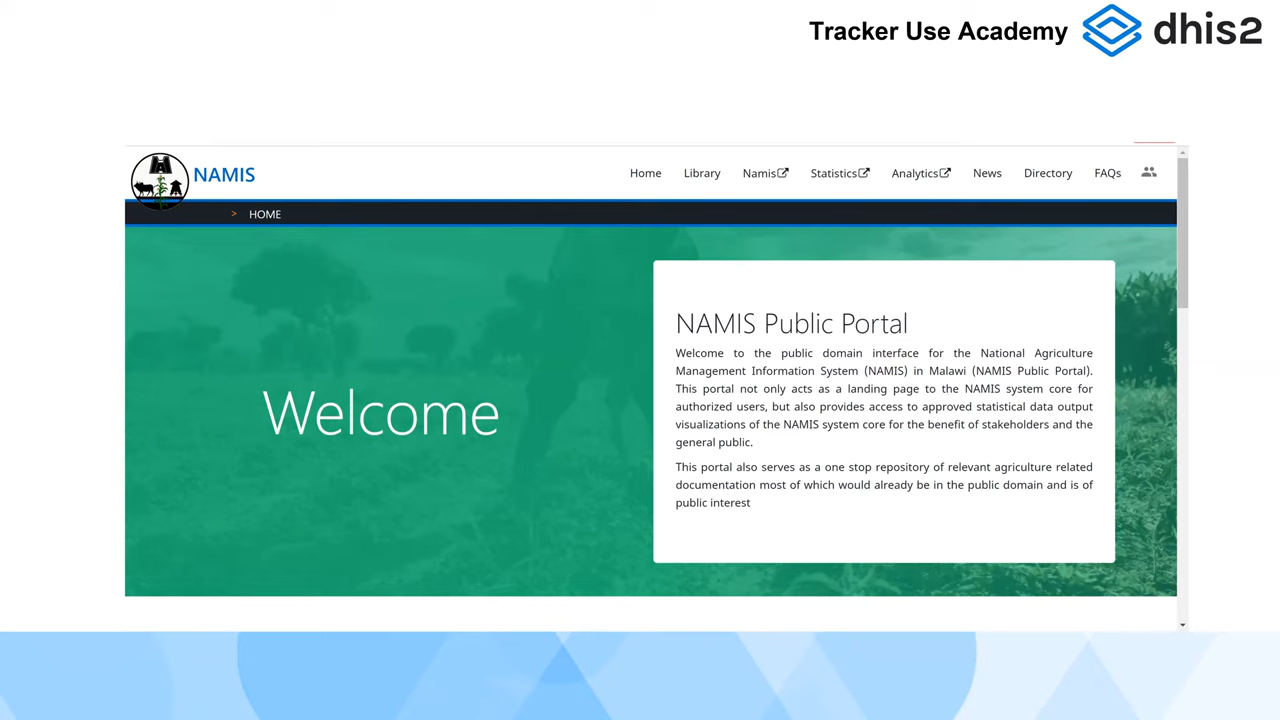 Tracker Use Academy dhis2
NAMIS
Home Library Namis Statistics Analytics News Directory FAQs
> HOME
Welcome
NAMIS Public Portal
Welcome to the public domain interface for the National Agriculture
Management Information System (NAMIS) in Malawi (NAMIS Public Portal).
This portal not only acts as a landing page to the NAMIS system core for
authorized users, but also provides access to approved statistical data output
visualizations of the NAMIS system core for the benefit of stakeholders and the
general public.
This portal also serves as a one stop repository of relevant agriculture related
documentation most of which would already be in the public domain and is of
public interest